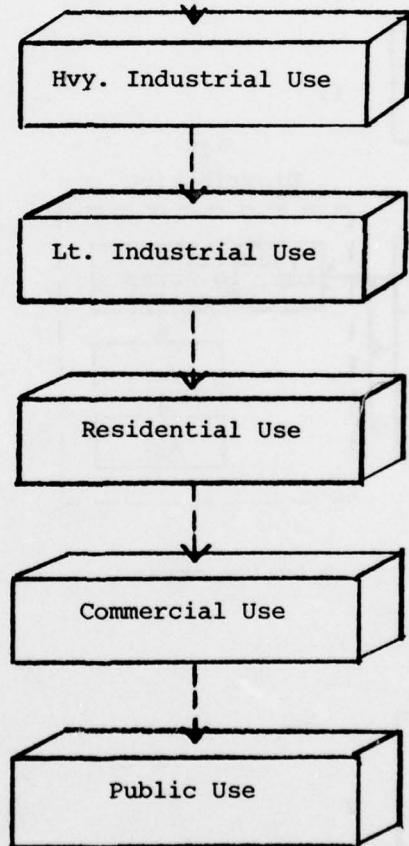 Hvy. Industrial Use
Lt. Industrial Use
Residential Use
Commercial Use
Public Use